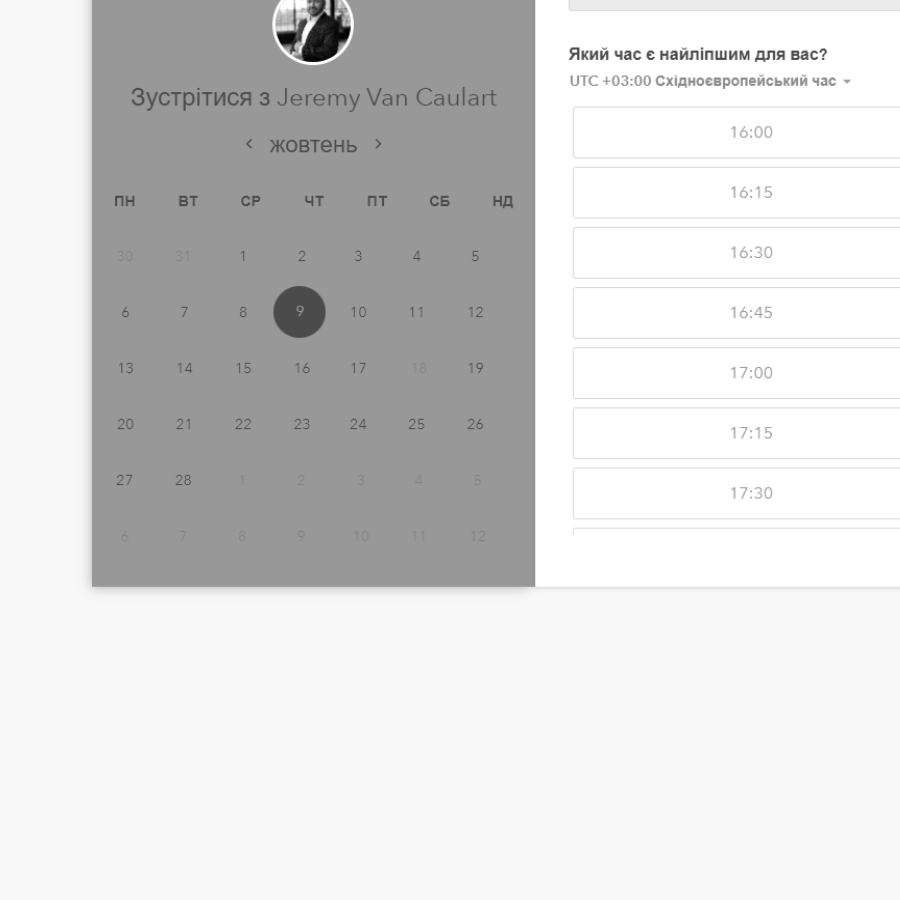 Зустрітися з Jeremy Van Caulart
жовтень
ПН ВТ СР ЧТ ПТ СБ НД
30 31 1 2 3 4 5
6 7 8 9 10 11 12
13 14 15 16 17 18 19
20 21 22 23 24 25 26
27 28 1 2 3 4 5
6 7 8 9 10 11 12
Який час є найліпшим для вас?
UTC +03:00 Східноєвропейський час
16:00
16:15
16:30
16:45
17:00
17:15
17:30